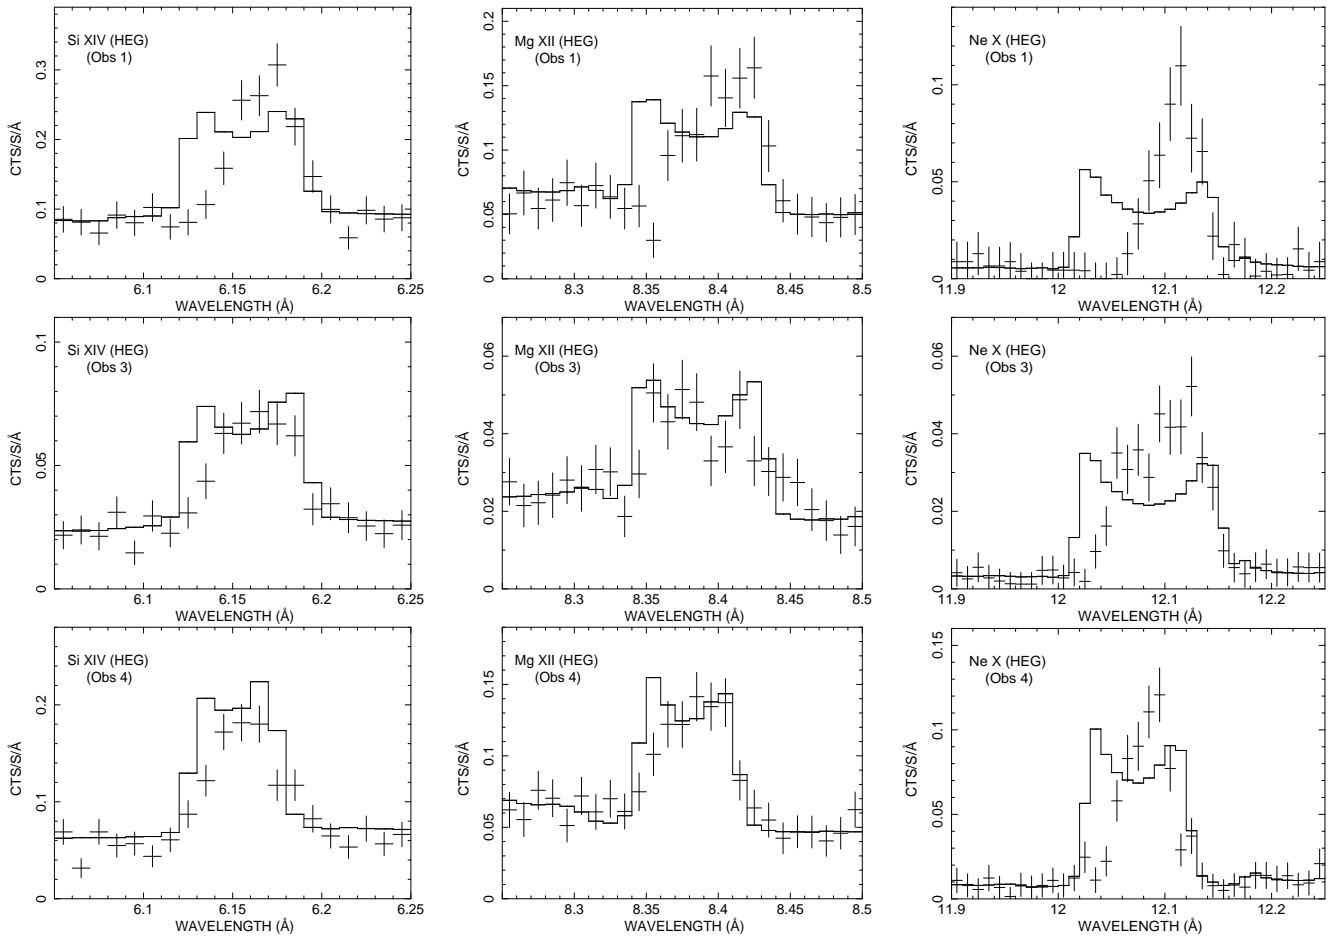 Si XIV (HEG)
(Obs 1)
CTS/S/Å
0
0.1
0.2
0.3
6.1
6.15
6.2
6.25
WAVELENGTH (Å)
Mg XII (HEG)
(Obs 1)
CTS/S/Å
0
0.05
0.1
0.15
0.2
8.3
8.35
8.4
8.45
8.5
WAVELENGTH (Å)
Ne X (HEG)
(Obs 1)
CTS/S/Å
0
0.05
0.1
11.9
12
12.1
12.2
WAVELENGTH (Å)
Si XIV (HEG)
(Obs 3)
CTS/S/Å
0
0.05
0.1
6.1
6.15
6.2
6.25
WAVELENGTH (Å)
Mg XII (HEG)
(Obs 3)
CTS/S/Å
0
0.02
0.04
0.06
8.3
8.35
8.4
8.45
8.5
WAVELENGTH (Å)
Ne X (HEG)
(Obs 3)
CTS/S/Å
0
0.02
0.04
0.06
11.9
12
12.1
12.2
WAVELENGTH (Å)
Si XIV (HEG)
(Obs 4)
CTS/S/Å
0
0.1
0.2
6.1
6.15
6.2
6.25
WAVELENGTH (Å)
Mg XII (HEG)
(Obs 4)
CTS/S/Å
0
0.05
0.1
0.15
8.3
8.35
8.4
8.45
8.5
WAVELENGTH (Å)
Ne X (HEG)
(Obs 4)
CTS/S/Å
0
0.05
0.1
0.15
11.9
12
12.1
12.2
WAVELENGTH (Å)